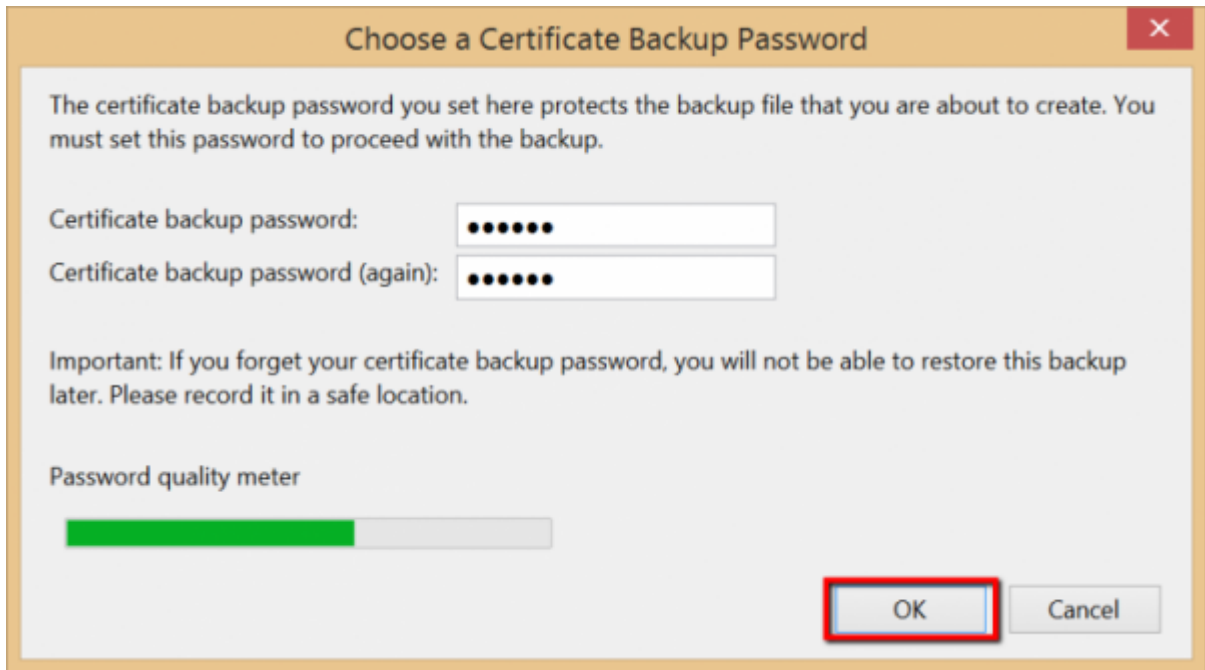 Choose a Certificate Backup Password
The certificate backup password you set here protects the backup file that you are about to create. You
must set this password to proceed with the backup.
Certificate backup password: ••••••
Certificate backup password (again): ••••••
Important: If you forget your certificate backup password, you will not be able to restore this backup
later. Please record it in a safe location.
Password quality meter
OK Cancel